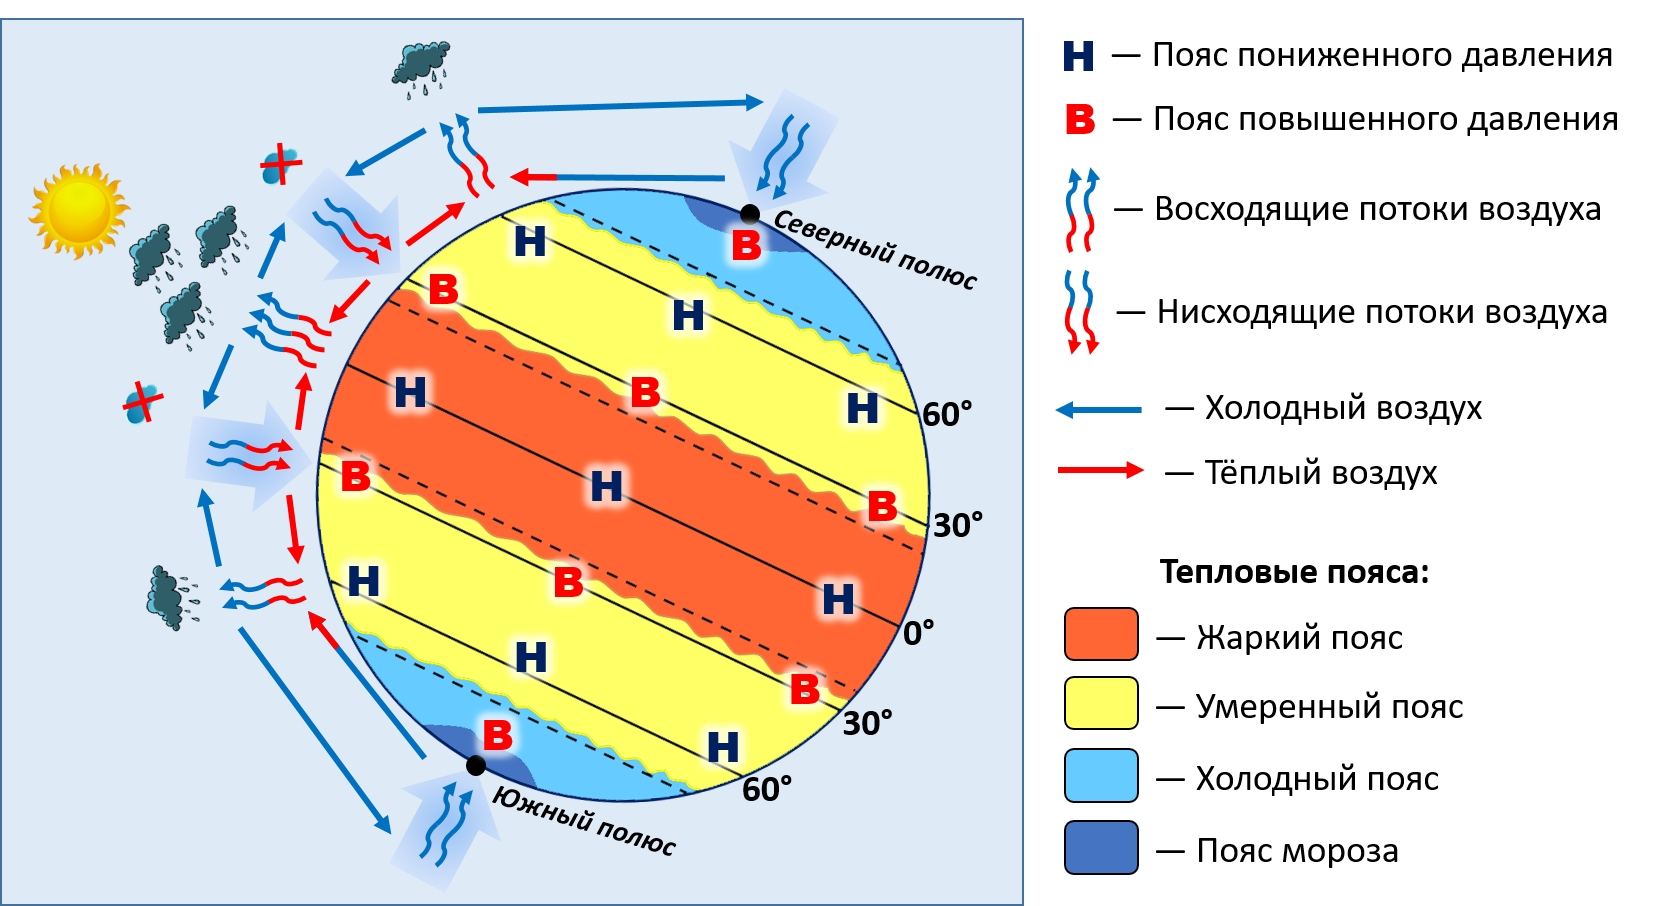 Н — Пояс пониженного давления
В — Пояс повышенного давления
— Восходящие потоки воздуха
— Нисходящие потоки воздуха
— Холодный воздух
— Тёплый воздух
Тепловые пояса:
— Жаркий пояс
— Умеренный пояс
— Холодный пояс
— Пояс мороза
Северный полюс
В
Н
Н
Н
60°
В
В
В
30°
Н
Н
Н
0°
В
В
В
30°
Н
Н
Н
60°
В
Южный полюс